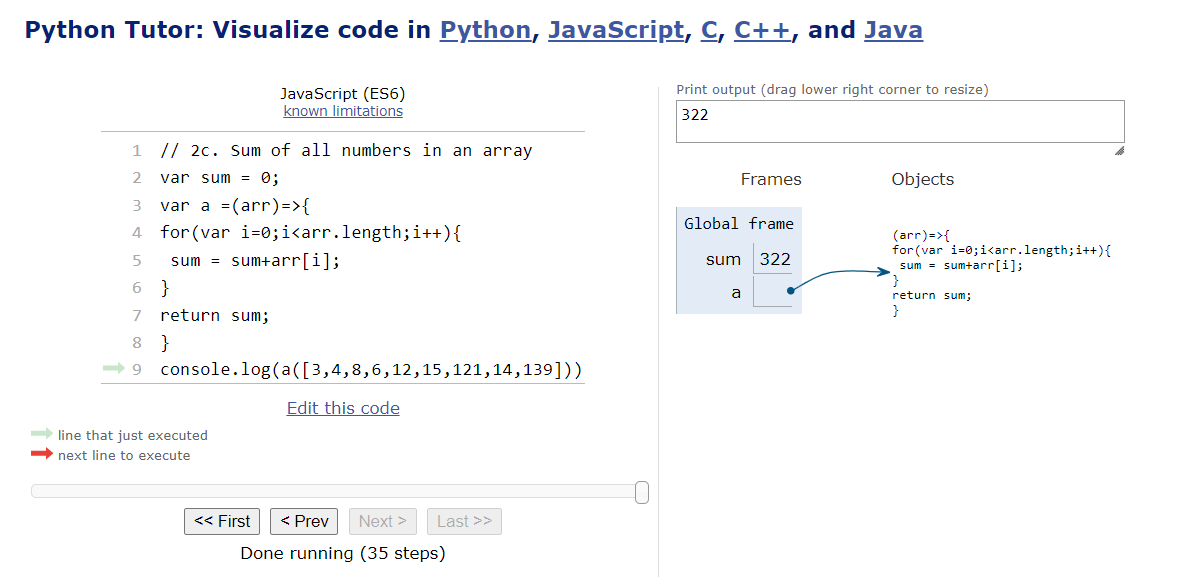 Python Tutor: Visualize code in Python, JavaScript, C, C++, and Java
JavaScript (ES6)
known limitations
1 // 2c. Sum of all numbers in an array
2 var sum = 0;
3 var a =(arr)=>{
4 for(var i=0;i<arr.length;i++){
5  sum = sum+arr[i];
6 }
7 return sum;
8 }
9 console.log(a([3,4,8,6,12,15,121,14,139]))
Edit this code
line that just executed
next line to execute
<< First < Prev Next > Last >>
Done running (35 steps)
Print output (drag lower right corner to resize)
322
Frames Objects
Global frame
sum 322
a
(arr)=>{
for(var i=0;i<arr.length;i++){
 sum = sum+arr[i];
}
return sum;
}